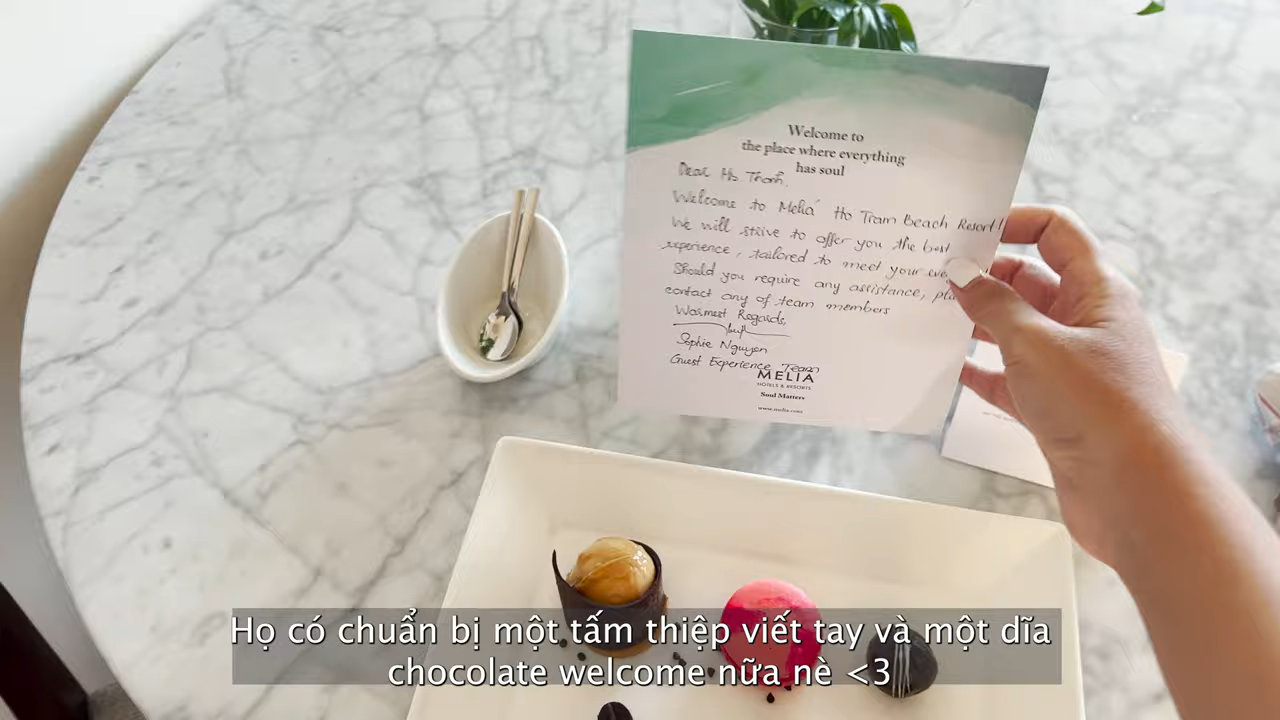 Welcome to
the place where everything
has soul
Dear Ms. Thanh,
Welcome to Meliá Ho Tram Beach Resort!
We will strive to offer you the best
experience, tailored to meet your
Should you require any assistance,
contact any of team members
Warmest Regards,
Sophie Nguyen
Guest Experience Team
MELIÁ
HOTELS & RESORTS
Soul Matters
www.melia.com
Họ có chuẩn bị một tấm thiệp viết tay và một dĩa
chocolate welcome nữa nè <3